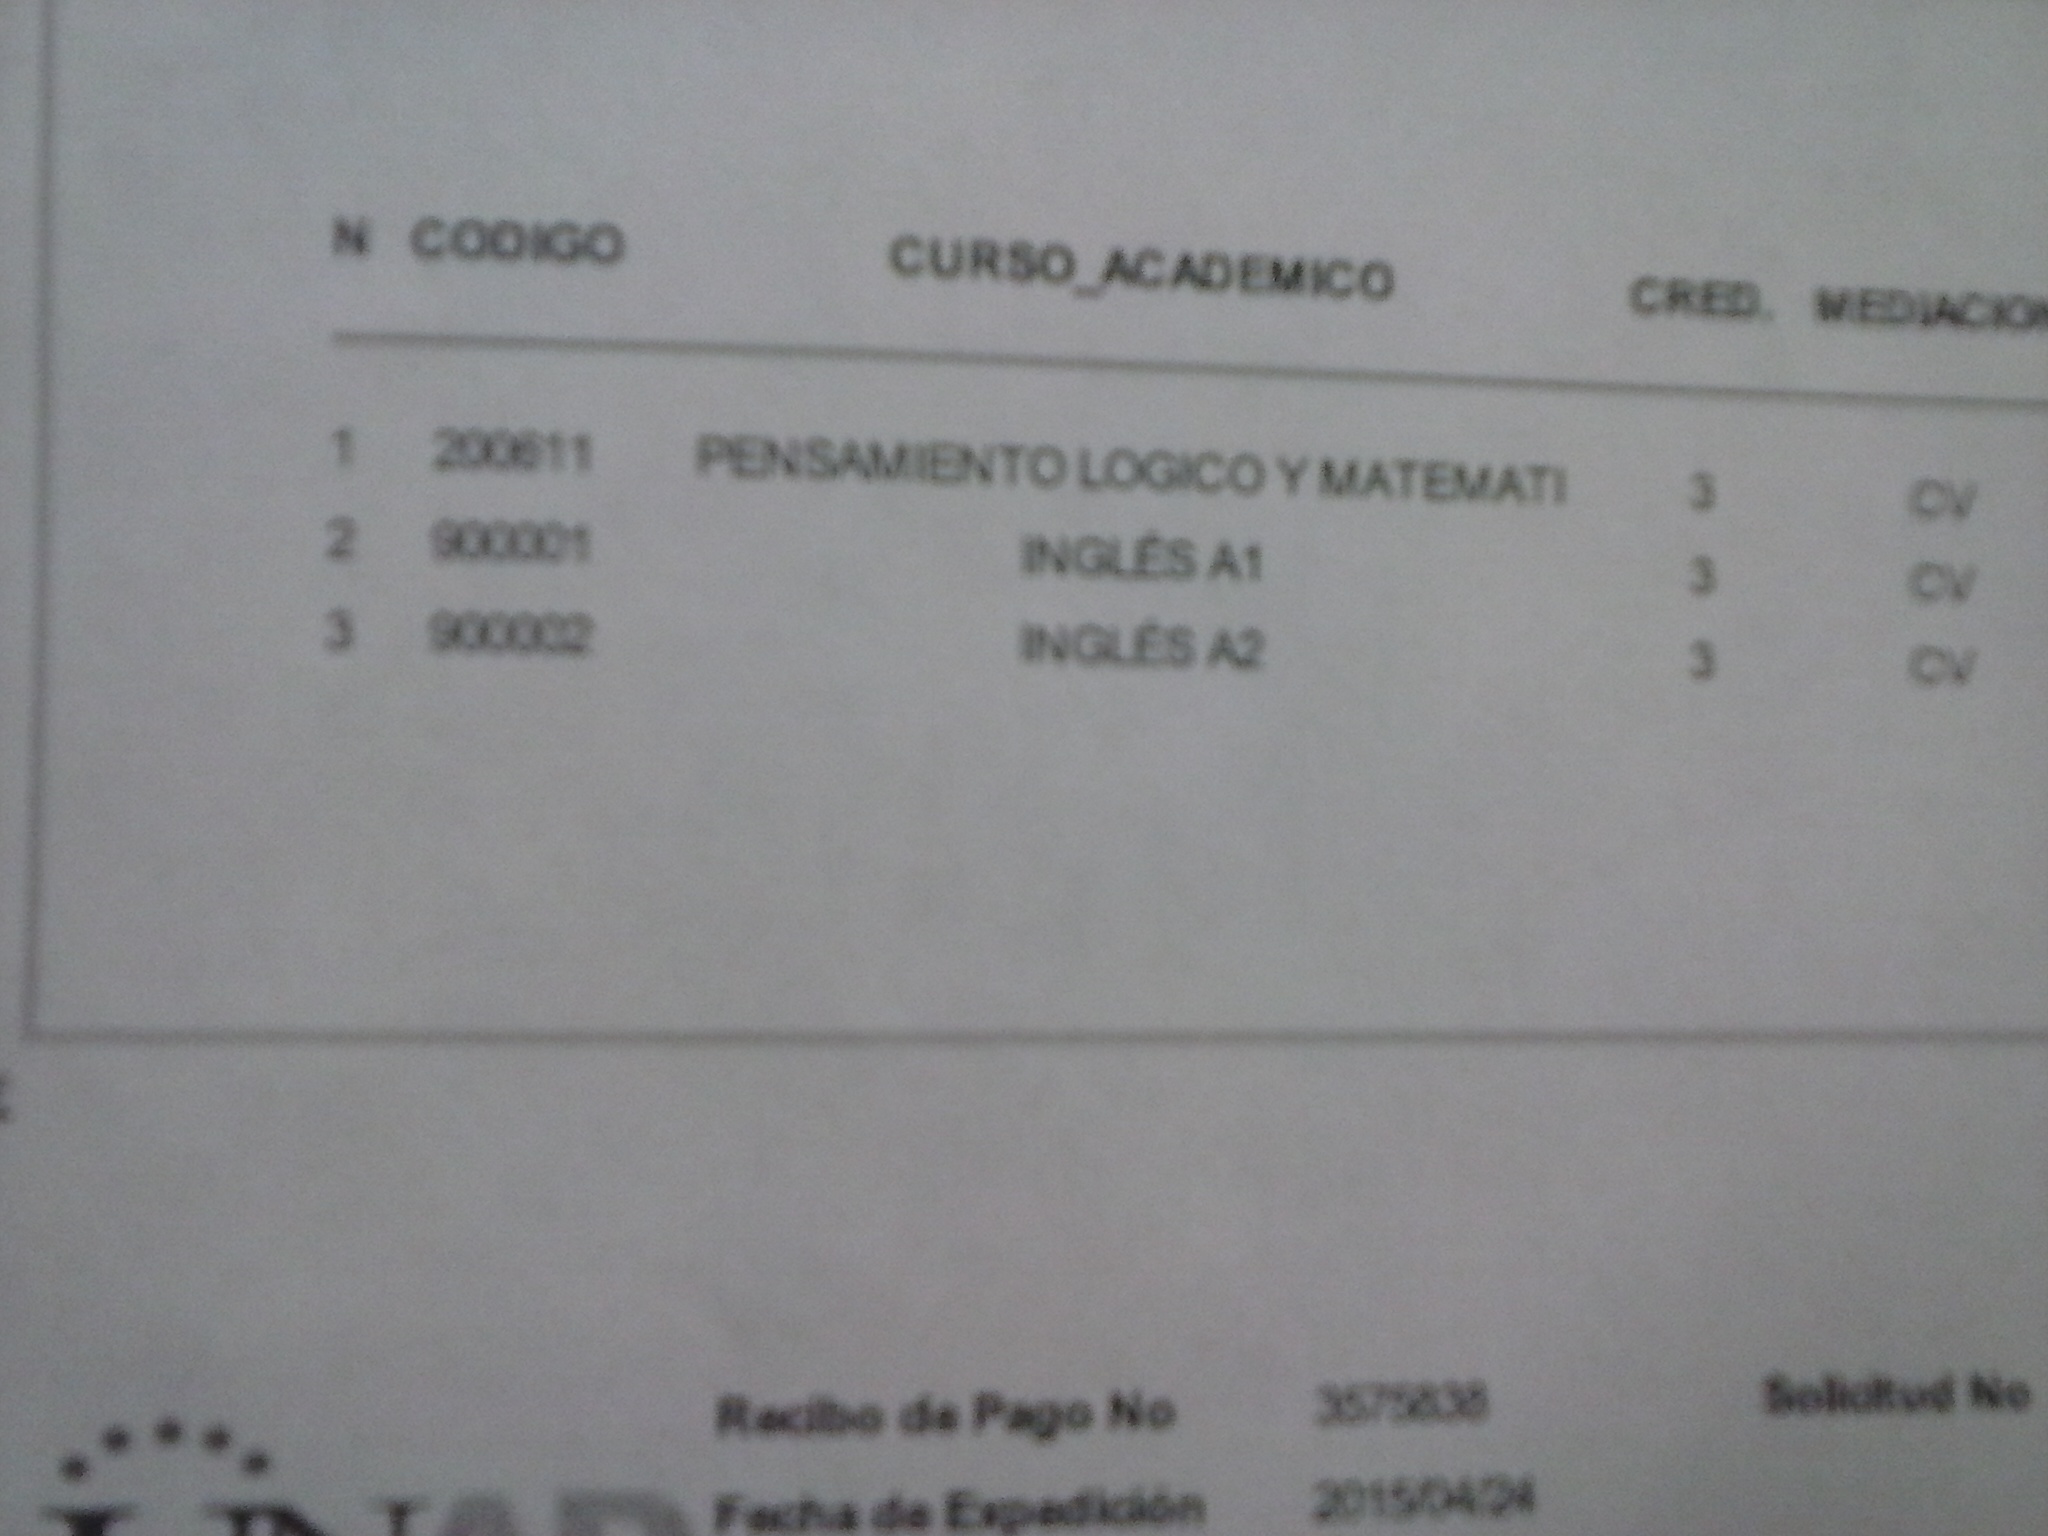 N CODIGO CURSO_ACADEMICO CRED. MEDIACION
1 200611 PENSAMIENTO LOGICO Y MATEMATI 3 CV
2 900001 INGLÉS A1 3 CV
3 900002 INGLÉS A2 3 CV
Recibo de Pago No 3575838 Solicitud No
UNAD Fecha de Expedición 2015/04/24